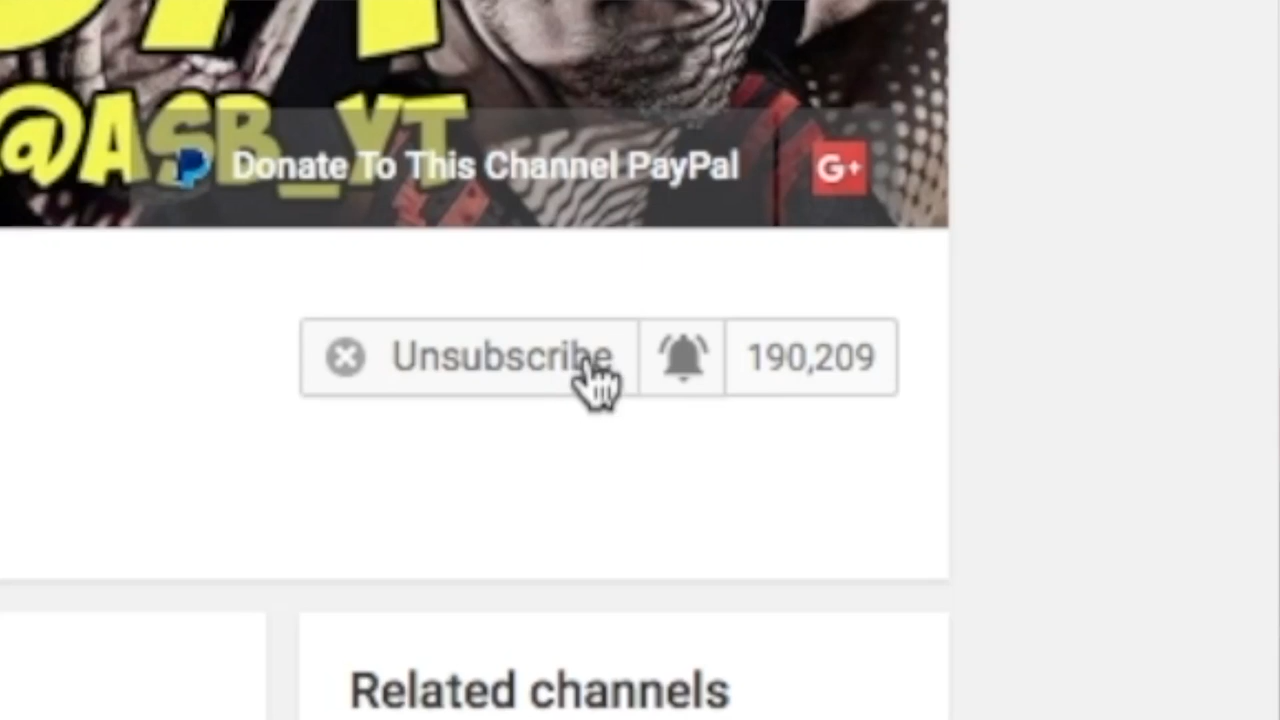 @ASB_YT
Donate To This Channel PayPal
G+
Unsubscribe
190,209
Related channels